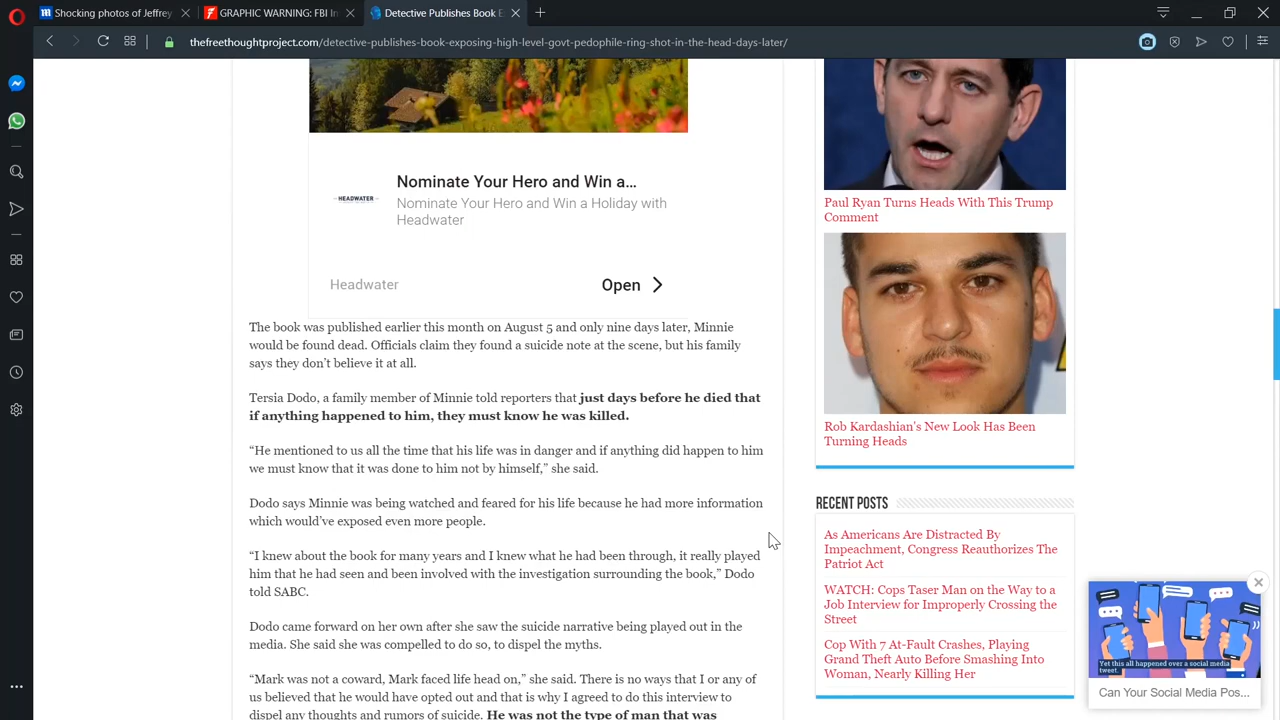 Shocking photos of Jeffrey
GRAPHIC WARNING: FBI In
Detective Publishes Book E
thefreethoughtproject.com/detective-publishes-book-exposing-high-level-govt-pedophile-ring-shot-in-the-head-days-later/
HEADWATER
Nominate Your Hero and Win a...
Nominate Your Hero and Win a Holiday with
Headwater
Headwater
Open
The book was published earlier this month on August 5 and only nine days later, Minnie
would be found dead. Officials claim they found a suicide note at the scene, but his family
says they don’t believe it at all.
Tersia Dodo, a family member of Minnie told reporters that just days before he died that
if anything happened to him, they must know he was killed.
“He mentioned to us all the time that his life was in danger and if anything did happen to him
we must know that it was done to him not by himself,” she said.
Dodo says Minnie was being watched and feared for his life because he had more information
which would’ve exposed even more people.
“I knew about the book for many years and I knew what he had been through, it really played
him that he had seen and been involved with the investigation surrounding the book,” Dodo
told SABC.
Dodo came forward on her own after she saw the suicide narrative being played out in the
media. She said she was compelled to do so, to dispel the myths.
“Mark was not a coward, Mark faced life head on,” she said. There is no ways that I or any of
us believed that he would have opted out and that is why I agreed to do this interview to
dispel any thoughts and rumors of suicide. He was not the type of man that was
Paul Ryan Turns Heads With This Trump
Comment
Rob Kardashian's New Look Has Been
Turning Heads
RECENT POSTS
As Americans Are Distracted By
Impeachment, Congress Reauthorizes The
Patriot Act
WATCH: Cops Taser Man on the Way to a
Job Interview for Improperly Crossing the
Street
Cop With 7 At-Fault Crashes, Playing
Grand Theft Auto Before Smashing Into
Woman, Nearly Killing Her
Yet this all happened over a social media
tweet.
Can Your Social Media Pos...